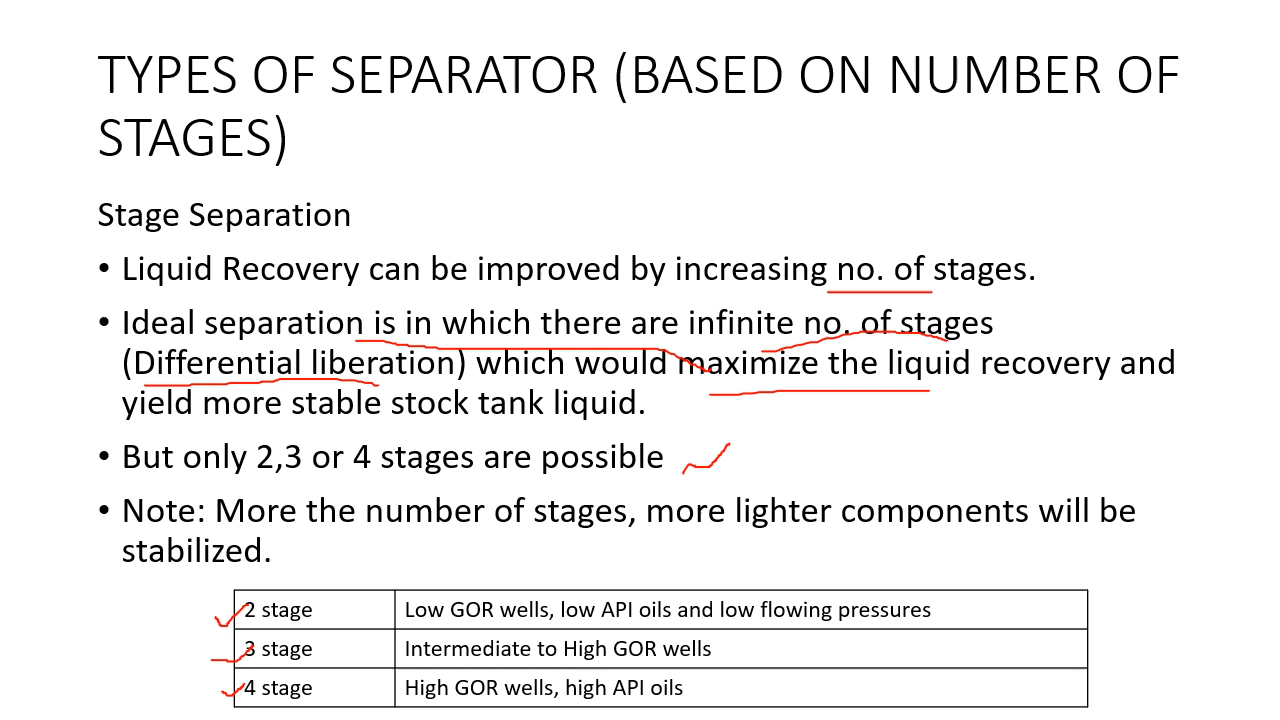 TYPES OF SEPARATOR (BASED ON NUMBER OF
STAGES)
Stage Separation
• Liquid Recovery can be improved by increasing no. of stages.
• Ideal separation is in which there are infinite no. of stages
(Differential liberation) which would maximize the liquid recovery and
yield more stable stock tank liquid.
• But only 2,3 or 4 stages are possible
• Note: More the number of stages, more lighter components will be
stabilized.
2 stage Low GOR wells, low API oils and low flowing pressures
3 stage Intermediate to High GOR wells
4 stage High GOR wells, high API oils